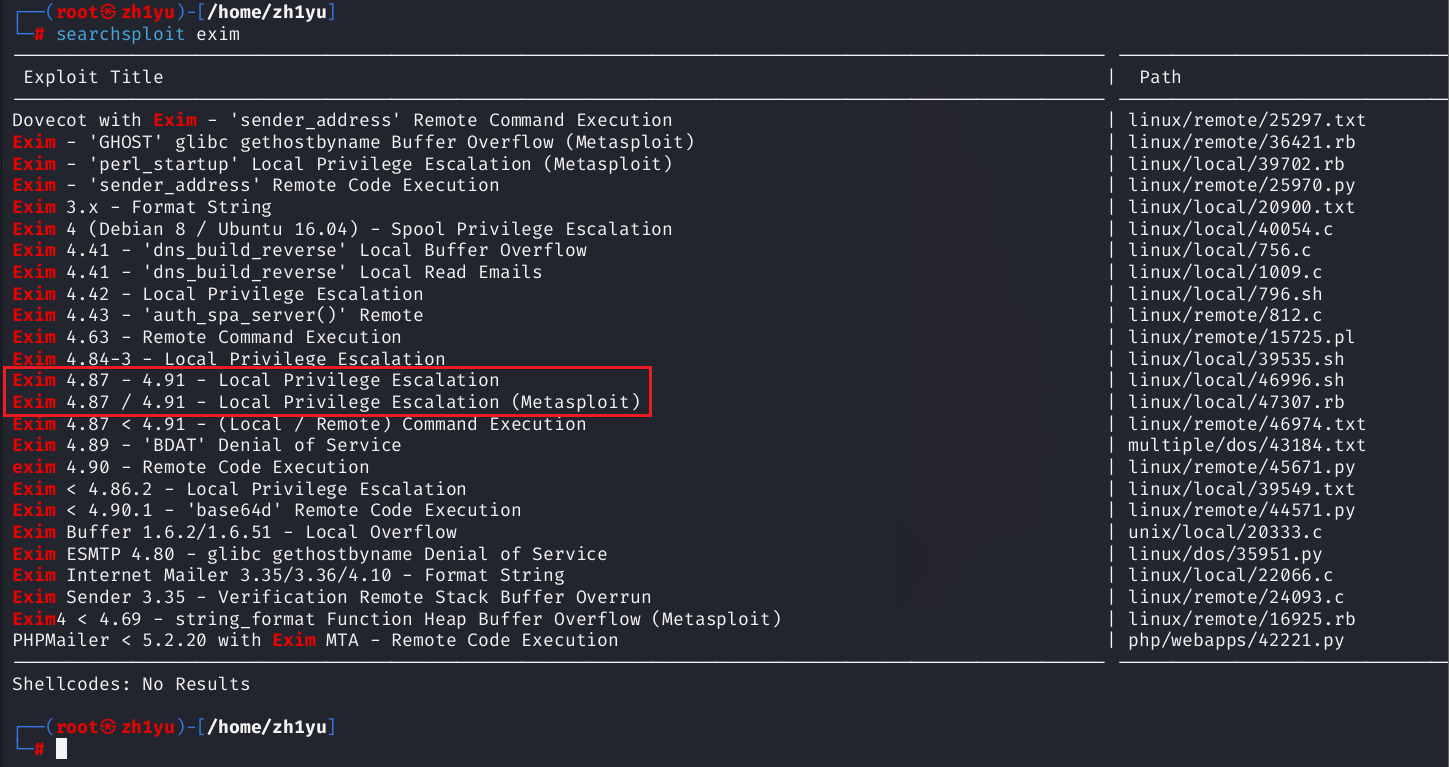 ┌──(root㉿zh1yu)-[/home/zh1yu]
└─# searchsploit exim
Exploit Title | Path
Dovecot with Exim - 'sender_address' Remote Command Execution | linux/remote/25297.txt
Exim - 'GHOST' glibc gethostbyname Buffer Overflow (Metasploit) | linux/remote/36421.rb
Exim - 'perl_startup' Local Privilege Escalation (Metasploit) | linux/local/39702.rb
Exim - 'sender_address' Remote Code Execution | linux/remote/25970.py
Exim 3.x - Format String | linux/local/20900.txt
Exim 4 (Debian 8 / Ubuntu 16.04) - Spool Privilege Escalation | linux/local/40054.c
Exim 4.41 - 'dns_build_reverse' Local Buffer Overflow | linux/local/756.c
Exim 4.41 - 'dns_build_reverse' Local Read Emails | linux/local/1009.c
Exim 4.42 - Local Privilege Escalation | linux/local/796.sh
Exim 4.43 - 'auth_spa_server()' Remote | linux/remote/812.c
Exim 4.63 - Remote Command Execution | linux/remote/15725.pl
Exim 4.84-3 - Local Privilege Escalation | linux/local/39535.sh
Exim 4.87 - 4.91 - Local Privilege Escalation | linux/local/46996.sh
Exim 4.87 / 4.91 - Local Privilege Escalation (Metasploit) | linux/local/47307.rb
Exim 4.87 < 4.91 - (Local / Remote) Command Execution | linux/remote/46974.txt
Exim 4.89 - 'BDAT' Denial of Service | multiple/dos/43184.txt
exim 4.90 - Remote Code Execution | linux/remote/45671.py
Exim < 4.86.2 - Local Privilege Escalation | linux/local/39549.txt
Exim < 4.90.1 - 'base64d' Remote Code Execution | linux/remote/44571.py
Exim Buffer 1.6.2/1.6.51 - Local Overflow | unix/local/20333.c
Exim ESMTP 4.80 - glibc gethostbyname Denial of Service | linux/dos/35951.py
Exim Internet Mailer 3.35/3.36/4.10 - Format String | linux/local/22066.c
Exim Sender 3.35 - Verification Remote Stack Buffer Overrun | linux/remote/24093.c
Exim4 < 4.69 - string_format Function Heap Buffer Overflow (Metasploit) | linux/remote/16925.rb
PHPMailer < 5.2.20 with Exim MTA - Remote Code Execution | php/webapps/42221.py
Shellcodes: No Results
┌──(root㉿zh1yu)-[/home/zh1yu]
└─#